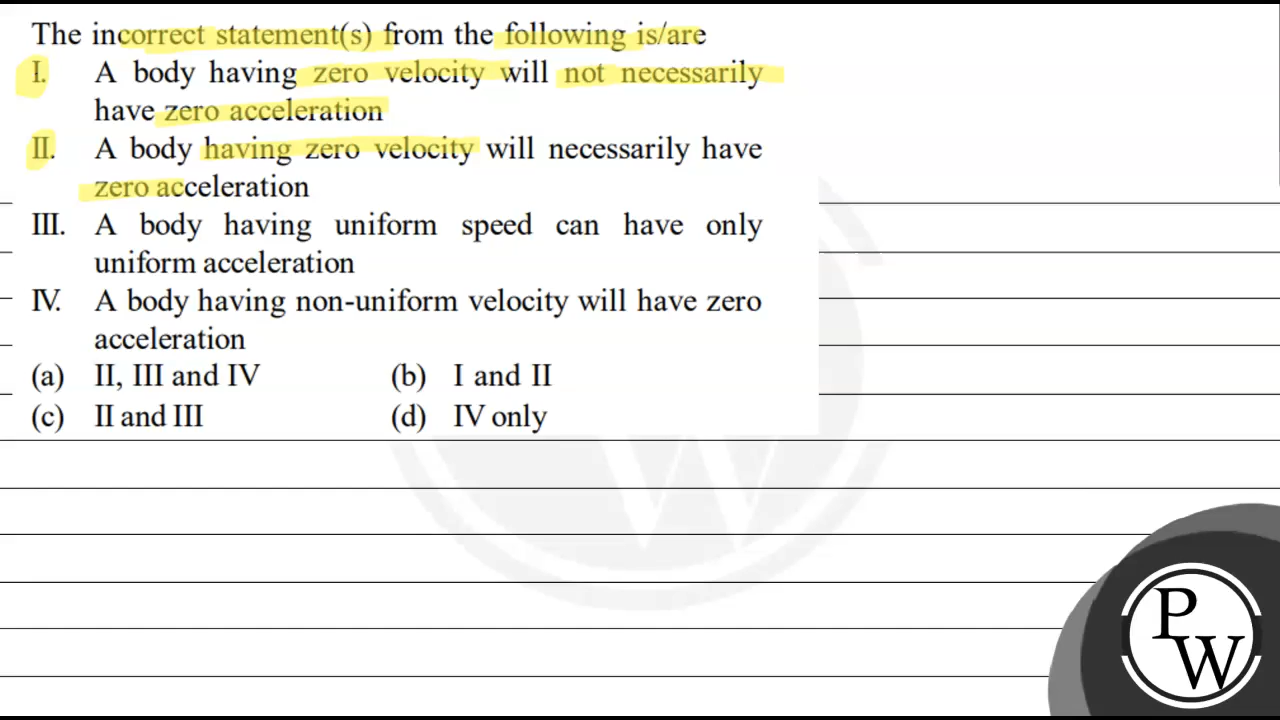 The incorrect statement(s) from the following is/are
I. A body having zero velocity will not necessarily
have zero acceleration
II. A body having zero velocity will necessarily have
zero acceleration
III. A body having uniform speed can have only
uniform acceleration
IV. A body having non-uniform velocity will have zero
acceleration
(a) II, III and IV (b) I and II
(c) II and III (d) IV only
P
W